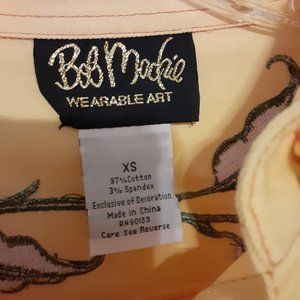 Bob Mackie
WEARABLE ART
XS
97%Cotton
3% Spandex
Exclusive of Decoration
Made in China
RN90133
Care See Reverse